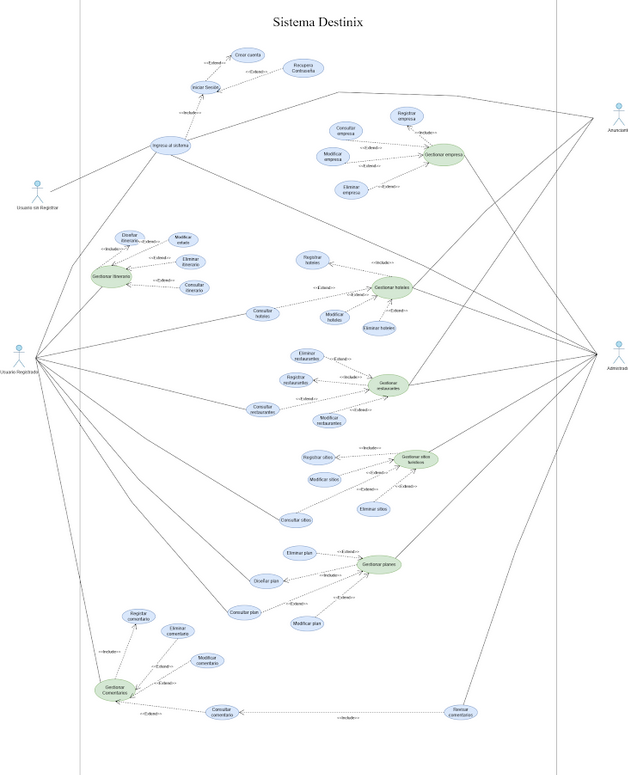 Sistema Destinix
Crear cuenta
<<Extend>>
Recupera
Contraseña
<<Extend>>
Iniciar Sesión
<<Include>>
Ingresa al sistema
Usuario sin Registrar
Registrar
empresa
Consultar
empresa
<<Include>>
<<Extend>>
Modificar
empresa
<<Extend>>
Gestionar empresa
Eliminar
empresa
<<Extend>>
Diseñar
itinerario
<<Extend>>
Modificar
<<Include>>
<<Extend>>
Eliminar
itinerario
Gestionar Itinerario
<<Extend>>
Consultar
itinerario
Registrar
hoteles
<<Include>>
<<Extend>>
Gestionar hoteles
<<Extend>>
Consultar
hoteles
Modificar
hoteles
<<Extend>>
Eliminar hoteles
Usuario Registrado
Eliminar
restaurantes
<<Extend>>
Registrar
restaurantes
<<Include>>
Gestionar
restaurantes
<<Extend>>
Consultar
restaurantes
<<Extend>>
Modificar
restaurantes
Registrar sitios
<<Include>>
Gestionar sitios
<<Extend>>
Modificar sitios
<<Extend>>
<<Extend>>
Eliminar sitios
Consultar sitios
Eliminar plan
<<Extend>>
Gestionar planes
Diseñar plan
<<Include>>
<<Extend>>
<<Extend>>
Consultar plan
Modificar plan
Registrar
comentario
Eliminar
comentario
<<Include>>
Modificar
comentario
<<Extend>>
<<Extend>>
Gestionar
Comentarios
Consultar
comentario
<<Extend>>
<<Include>>
Revisar
comentarios